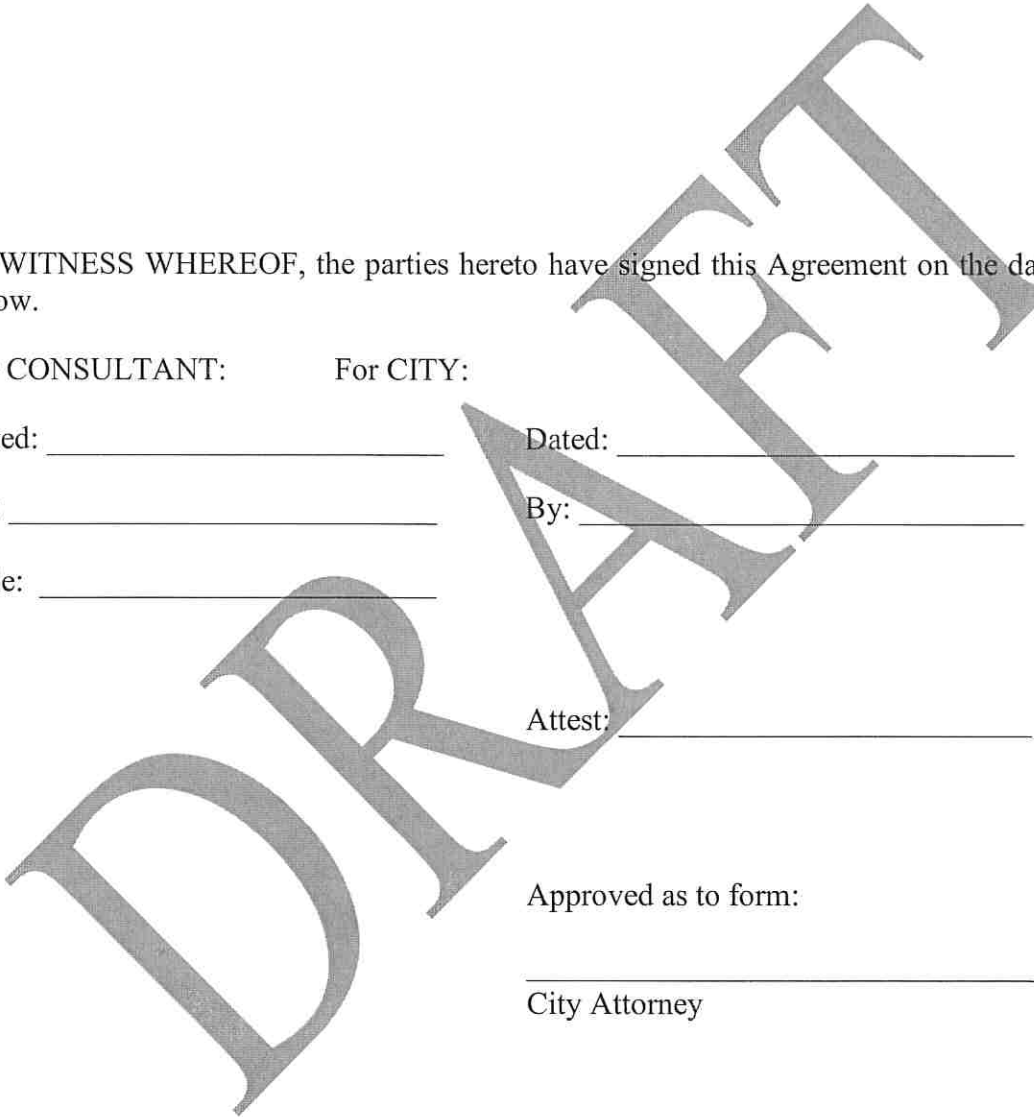 WITNESS WHEREOF, the parties hereto have signed this Agreement on the da
ow.
CONSULTANT: For CITY:
ed: Dated:
By:
e:
Attest:
Approved as to form:
City Attorney
DRAFT